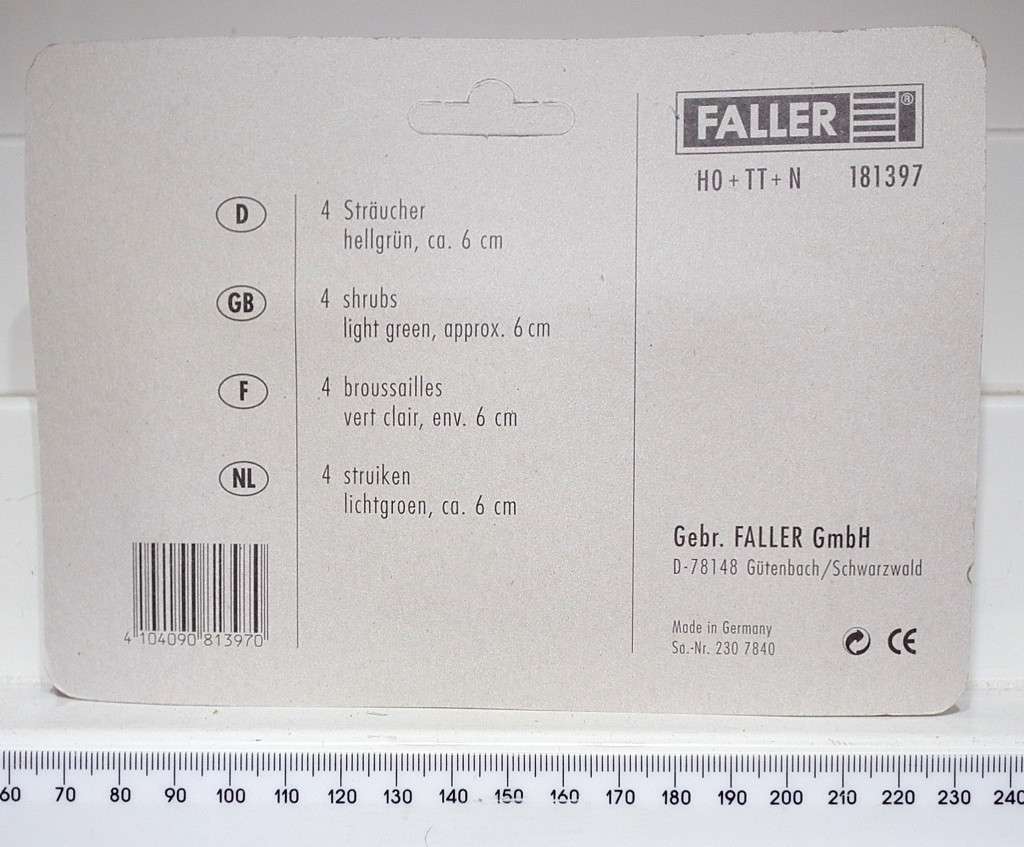 FALLER®
H0 + TT + N 181397
D
4 Sträucher
hellgrün, ca. 6 cm
GB
4 shrubs
light green, approx. 6 cm
F
4 broussailles
vert clair, env. 6 cm
NL
4 struiken
lichtgroen, ca. 6 cm
4 104090 813970
Gebr. FALLER GmbH
D-78148 Gütenbach/Schwarzwald
Made in Germany
Sa.-Nr. 230 7840
CE
60 70 80 90 100 110 120 130 140 150 160 170 180 190 200 210 220 230 240